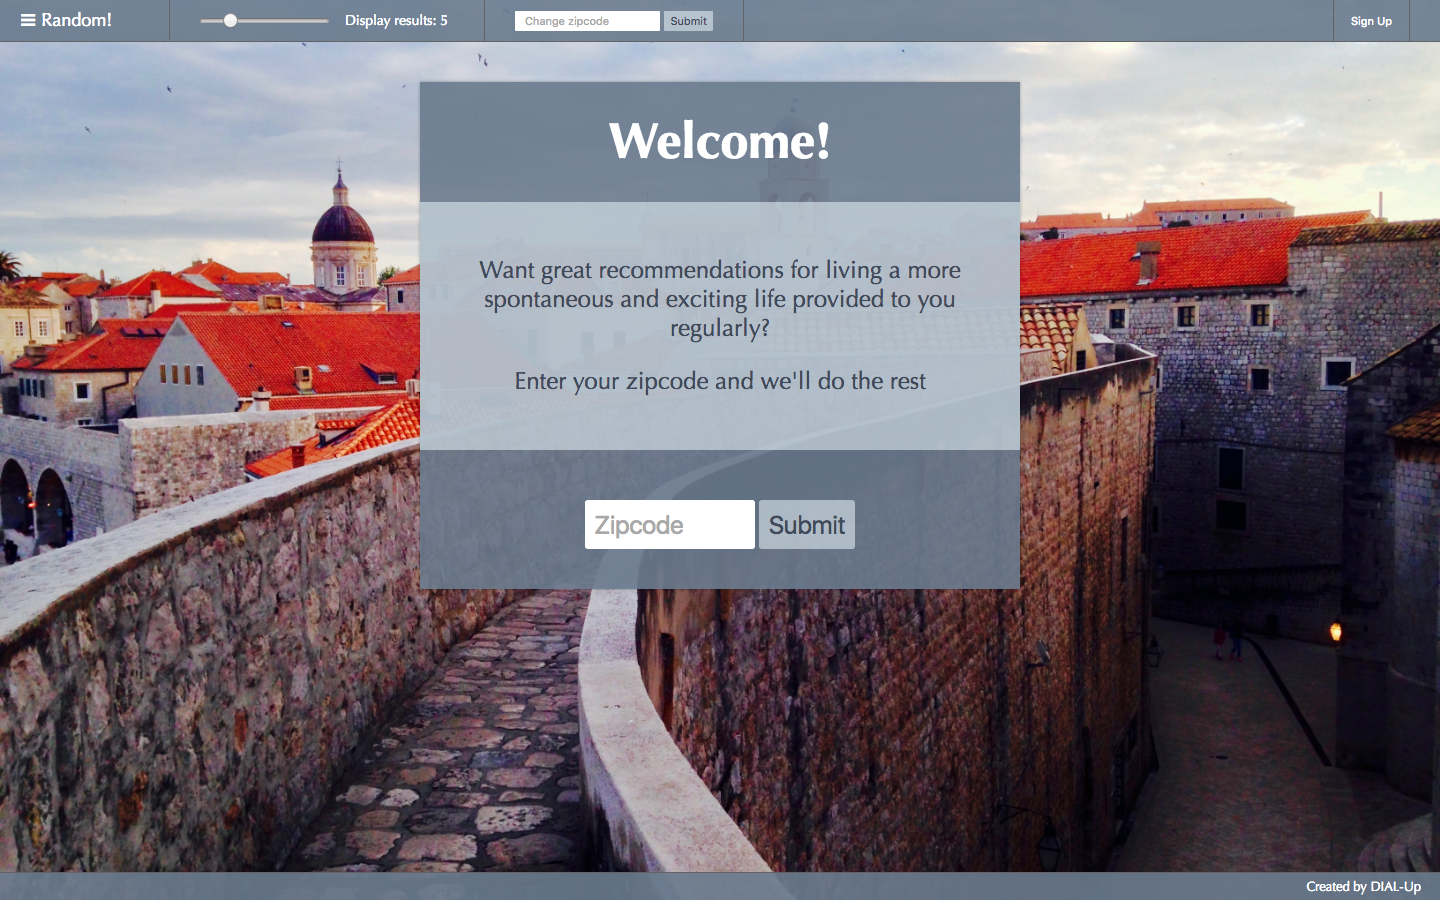 Random!
Display results: 5
Change zipcode
Submit
Sign Up
Welcome!
Want great recommendations for living a more
spontaneous and exciting life provided to you
regularly?
Enter your zipcode and we'll do the rest
Zipcode
Submit
Created by DIAL-Up